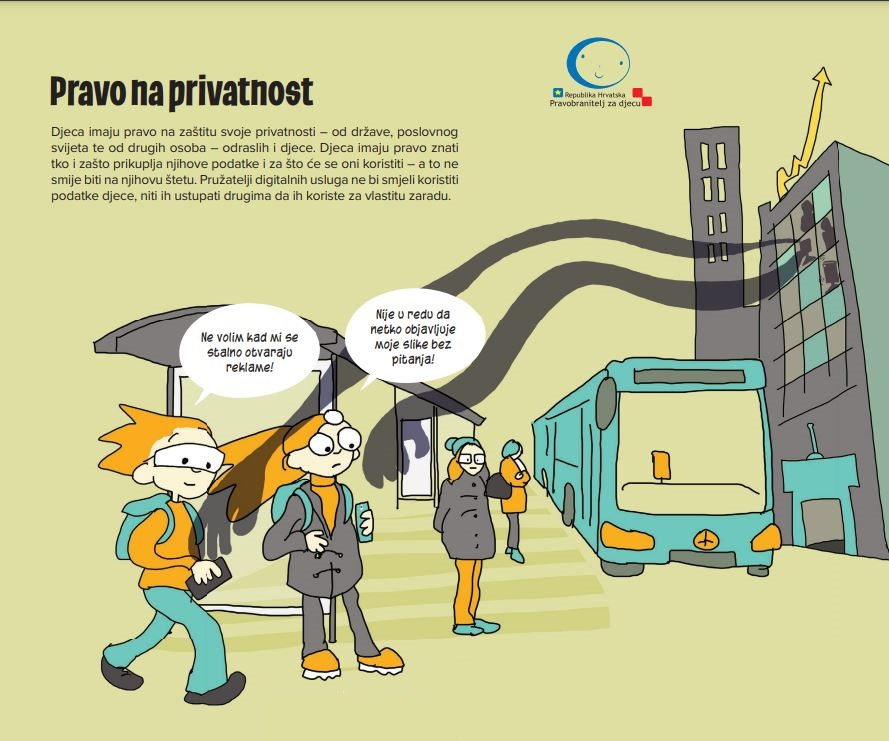 Pravo na privatnost
Republika Hrvatska
Pravobranitelj za djecu
Djeca imaju pravo na zaštitu svoje privatnosti – od države, poslovnog
svijeta te od drugih osoba – odraslih i djece. Djeca imaju pravo znati
tko i zašto prikuplja njihove podatke i za što će se oni koristiti – a to ne
smije biti na njihovu štetu. Pružatelji digitalnih usluga ne bi smjeli koristiti
podatke djece, niti ih ustupati drugima da ih koriste za vlastitu zaradu.
Ne volim kad mi se
stalno otvaraju
reklame!
Nije u redu da
netko objavljuje
moje slike bez
pitanja!